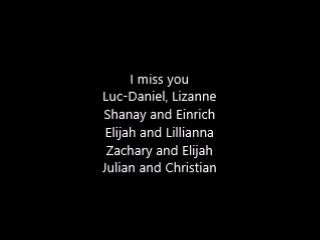 I miss you
Luc-Daniel, Lizanne
Shanay and Einrich
Elijah and Lillianna
Zachary and Elijah
Julian and Christian